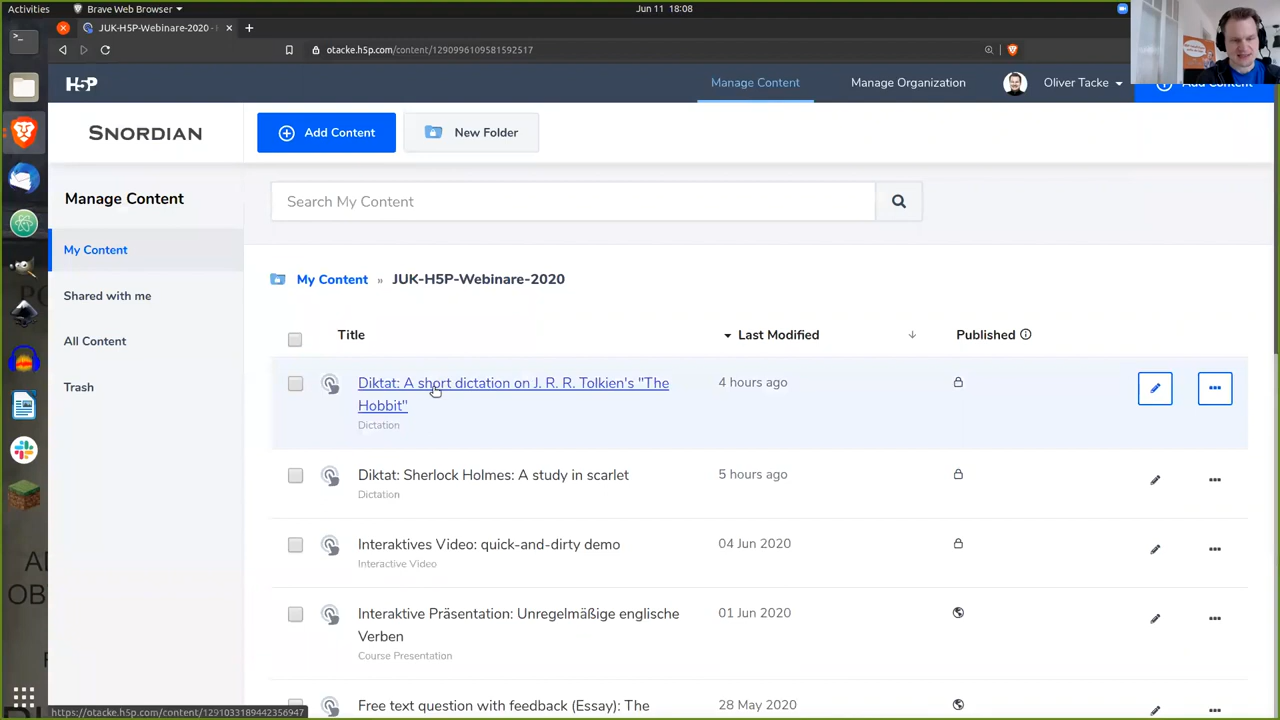 Activities
Brave Web Browser
Jun 11 18:08
JUK-H5P-Webinare-2020 -
otacke.h5p.com/content/1290996109581592517
H5P
Manage Content
Manage Organization
Oliver Tacke
Add Content
SNORDIAN
Add Content
New Folder
Manage Content
Search My Content
My Content
Shared with me
All Content
Trash
My Content » JUK-H5P-Webinare-2020
Title
Last Modified
Published
Diktat: A short dictation on J. R. R. Tolkien's "The
Hobbit"
Dictation
4 hours ago
Diktat: Sherlock Holmes: A study in scarlet
Dictation
5 hours ago
Interaktives Video: quick-and-dirty demo
Interactive Video
04 Jun 2020
Interaktive Präsentation: Unregelmäßige englische
Verben
Course Presentation
01 Jun 2020
Free text question with feedback (Essay): The
28 May 2020
https://otacke.h5p.com/content/1291033189442356947